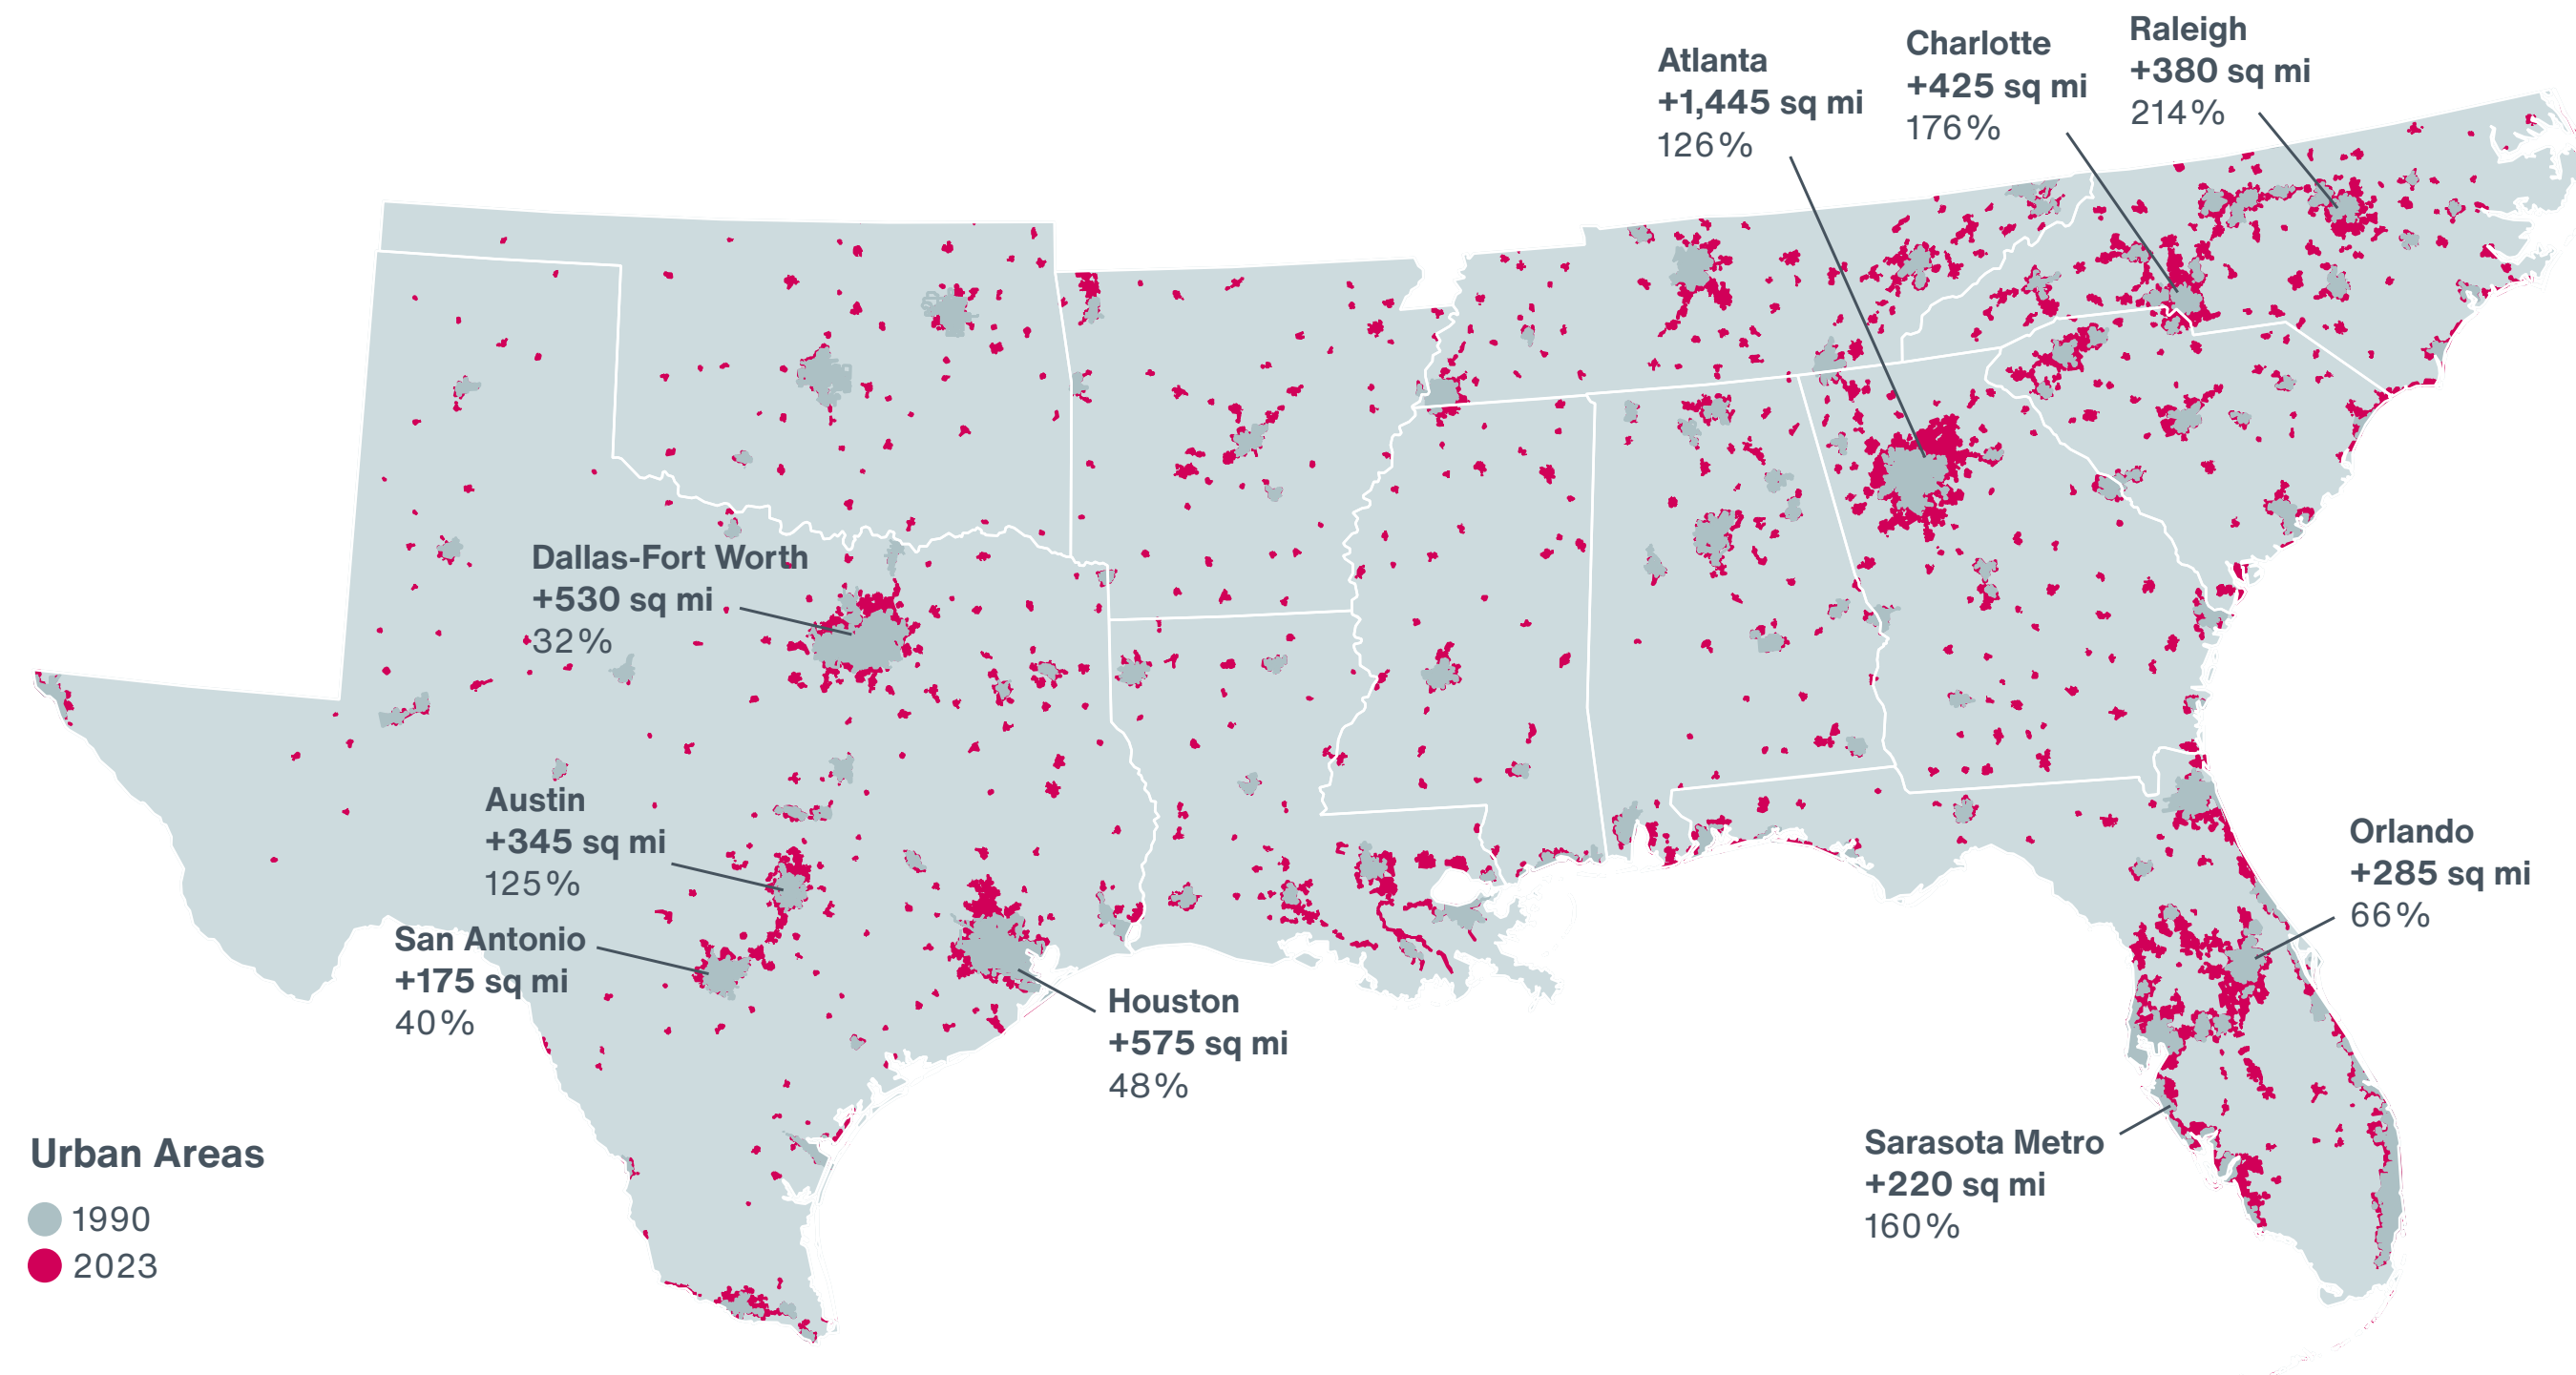 Raleigh
+380 sq mi
214%
Charlotte
+425 sq mi
176%
Atlanta
+1,445 sq mi
126%
Dallas-Fort Worth
+530 sq mi
32%
Austin
+345 sq mi
125%
San Antonio
+175 sq mi
40%
Houston
+575 sq mi
48%
Orlando
+285 sq mi
66%
Sarasota Metro
+220 sq mi
160%
Urban Areas
1990
2023